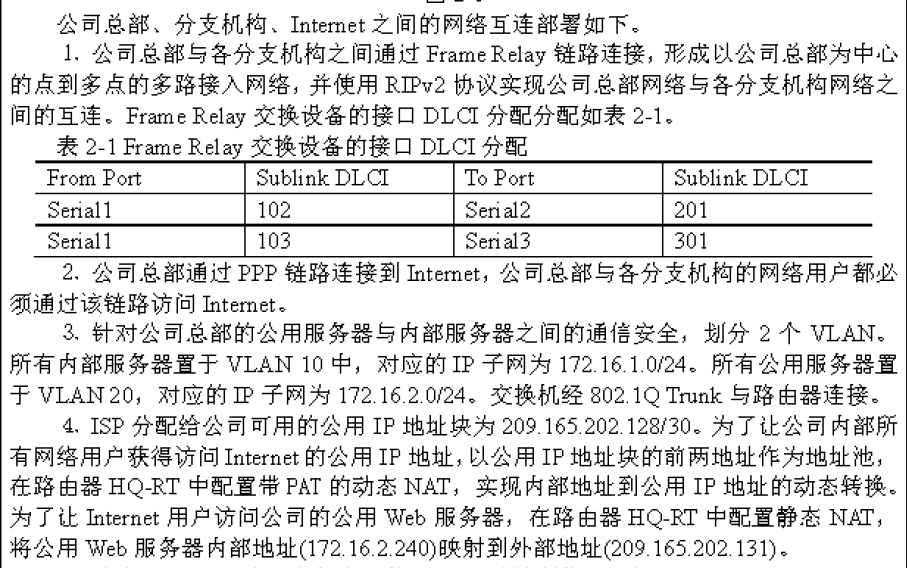 公司总部、分支机构、Internet 之间的网络互连部署如下。
1. 公司总部与各分支机构之间通过 Frame Relay 链路连接，形成以公司总部为中心
的点到多点的多路接入网络，并使用 RIPv2 协议实现公司总部网络与各分支机构网络之
间的互连。Frame Relay 交换设备的接口 DLCI 分配分配如表 2-1。
表 2-1 Frame Relay 交换设备的接口 DLCI 分配
From Port Sublink DLCI To Port Sublink DLCI
Serial1 102 Serial2 201
Serial1 103 Serial3 301
2. 公司总部通过 PPP 链路连接到 Internet，公司总部与各分支机构的网络用户都必
须通过该链路访问 Internet。
3. 针对公司总部的公用服务器与内部服务器之间的通信安全，划分 2 个 VLAN。
所有内部服务器置于 VLAN 10 中，对应的 IP 子网为 172.16.1.0/24。所有公用服务器置
于 VLAN 20，对应的 IP 子网为 172.16.2.0/24。交换机经 802.1Q Trunk 与路由器连接。
4. ISP 分配给公司可用的公用 IP 地址块为 209.165.202.128/30。为了让公司内部所
有网络用户获得访问 Internet 的公用 IP 地址，以公用 IP 地址块的前两地址作为地址池，
在路由器 HQ-RT 中配置带 PAT 的动态 NAT，实现内部地址到公用 IP 地址的动态转换。
为了让 Internet 用户访问公司的公用 Web 服务器，在路由器 HQ-RT 中配置静态 NAT，
将公用 Web 服务器内部地址(172.16.2.240)映射到外部地址(209.165.202.131)。